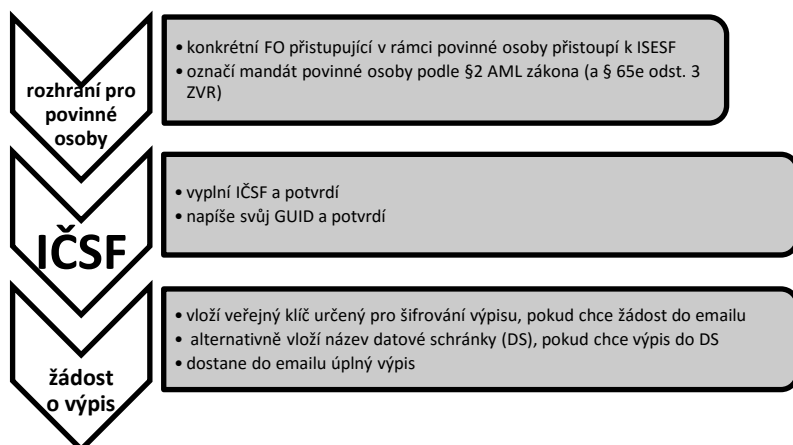 rozhraní pro
povinné
osoby
• konkrétní FO přistupující v rámci povinné osoby přistoupí k ISESF
• označí mandát povinné osoby podle §2 AML zákona (a § 65e odst. 3
ZVR)
IČSF
• vyplní IČSF a potvrdí
• napíše svůj GUID a potvrdí
žádost
o výpis
• vloží veřejný klíč určený pro šifrování výpisu, pokud chce žádost do emailu
• alternativně vloží název datové schránky (DS), pokud chce výpis do DS
• dostane do emailu úplný výpis